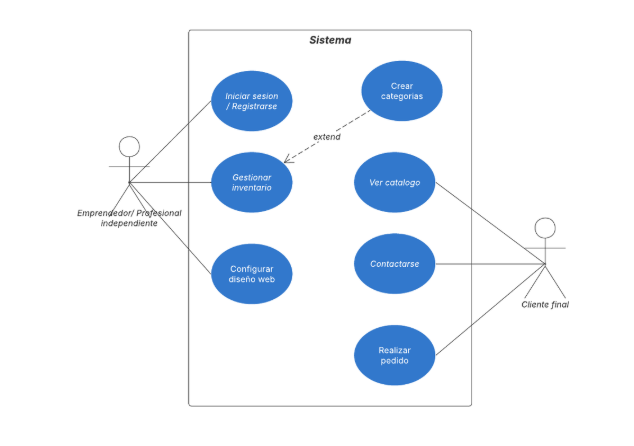 Sistema
Iniciar sesion
/ Registrarse
Crear
categorias
extend
Gestionar
inventario
Ver catalogo
Emprendedor/ Profesional
independiente
Configurar
diseño web
Contactarse
Cliente final
Realizar
pedido